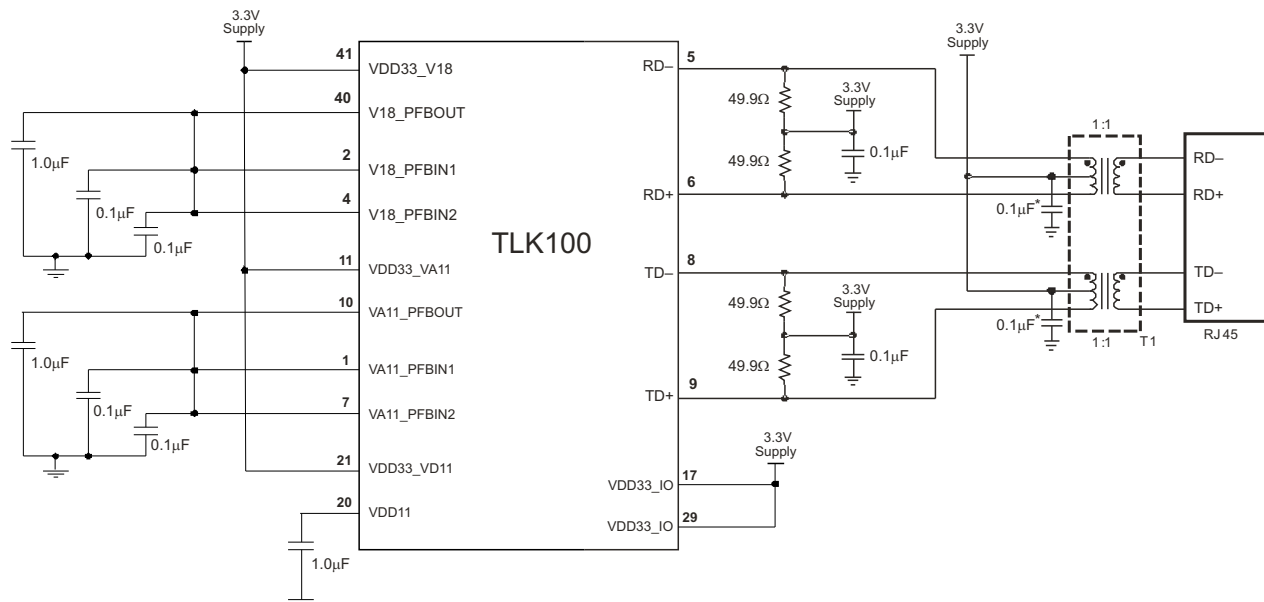 3.3V
Supply
41
VDD33_V18
40
V18_PFBOUT
1.0μF
2
V18_PFBIN1
0.1μF
4
V18_PFBIN2
0.1μF
11
VDD33_VA11
10
VA11_PFBOUT
1.0μF
1
VA11_PFBIN1
0.1μF
7
VA11_PFBIN2
0.1μF
21
VDD33_VD11
20
VDD11
1.0μF
TLK100
RD–
5
49.9Ω
3.3V
Supply
0.1μF
49.9Ω
RD+
6
TD–
8
49.9Ω
3.3V
Supply
0.1μF
49.9Ω
TD+
9
3.3V
Supply
VDD33_IO
17
VDD33_IO
29
3.3V
Supply
1:1
0.1μF*
0.1μF*
1:1
T1
RD–
RD+
TD–
TD+
RJ45